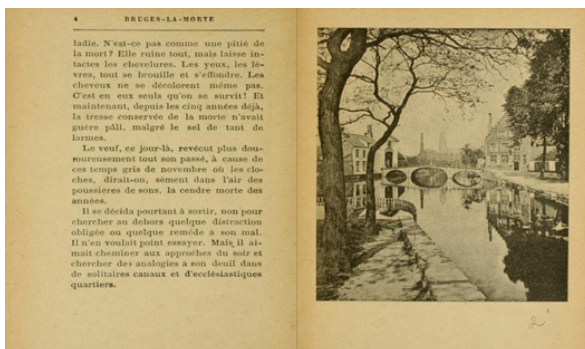 4 BRUGES-LA-MORTE
ladie. N'est-ce pas comme une pitié de
la mort? Elle ruine tout, mais laisse in-
tactes les chevelures. Les yeux, les lè-
vres, tout se brouille et s'effondre. Les
cheveux ne se décolorent même pas.
C'est en eux seuls qu'on se survit! Et
maintenant, depuis les cinq années déjà,
la tresse conservée de la morte n'avait
guère pâli, malgré le sel de tant de
larmes.
Le veuf, ce jour-là, revécut plus dou-
loureusement tout son passé, à cause de
ces temps gris de novembre où les clo-
ches, dirait-on, sèment dans l'air des
poussières de sons, la cendre morte des
années.
Il se décida pourtant à sortir, non pour
chercher au dehors quelque distraction
obligée ou quelque remède à son mal.
Il n'en voulait point essayer. Mais il ai-
mait cheminer aux approches du soir et
chercher des analogies à son deuil dans
de solitaires canaux et d'ecclésiastiques
quartiers.
2